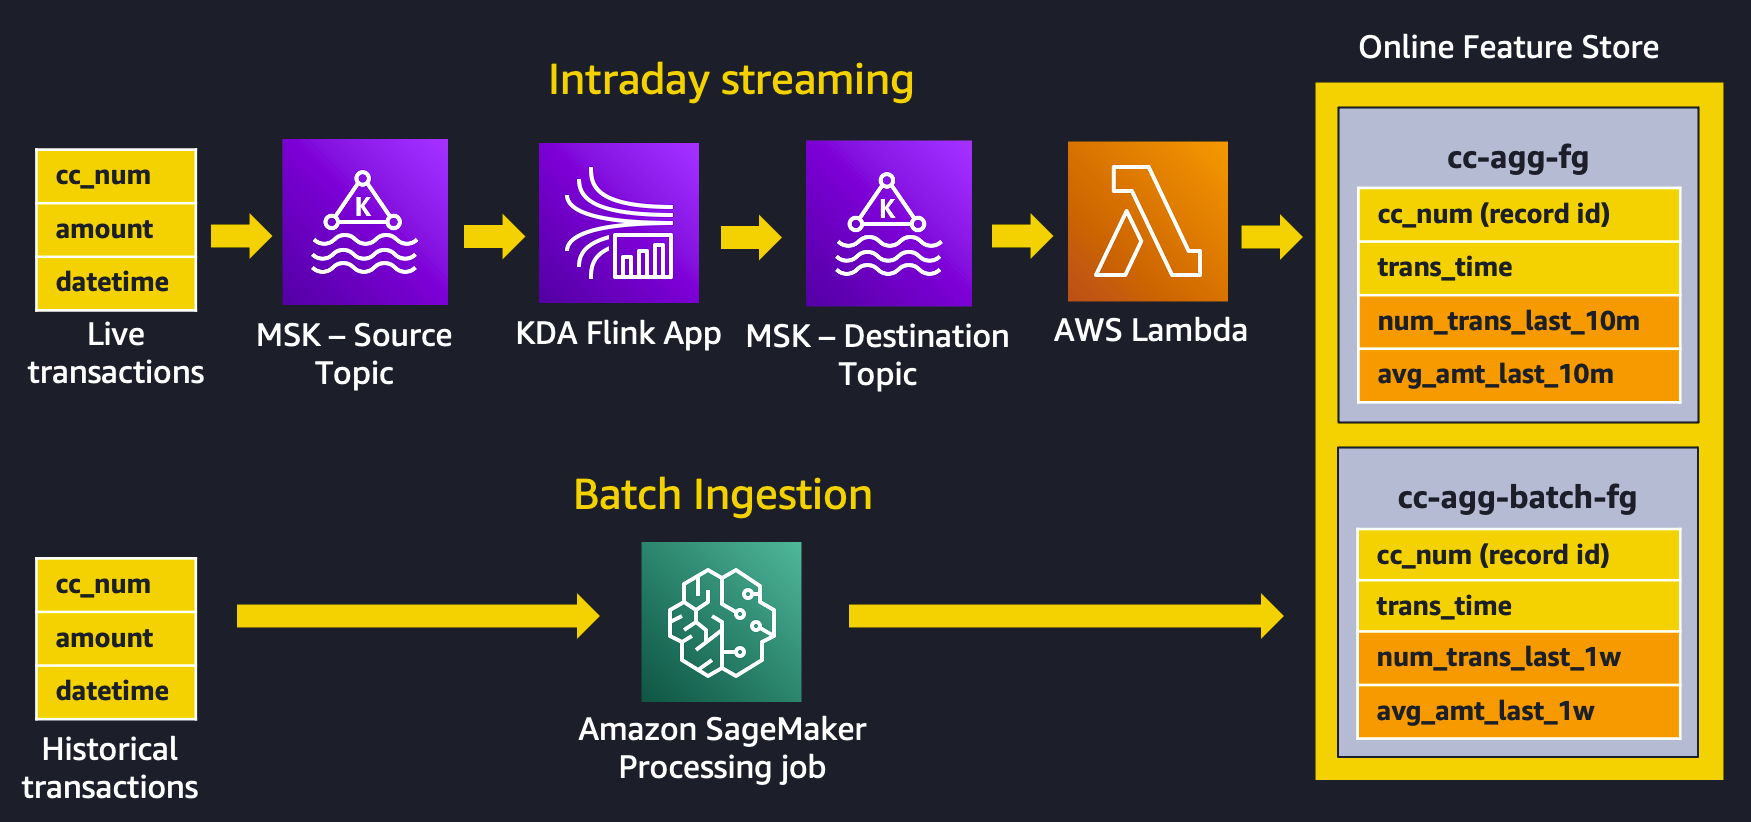 Online Feature Store
Intraday streaming
cc_num
amount
datetime
Live
transactions
K
MSK – Source
Topic
KDA Flink App
K
MSK – Destination
Topic
AWS Lambda
cc-agg-fg
cc_num (record id)
trans_time
num_trans_last_10m
avg_amt_last_10m
Batch Ingestion
cc_num
amount
datetime
Historical
transactions
Amazon SageMaker
Processing job
cc-agg-batch-fg
cc_num (record id)
trans_time
num_trans_last_1w
avg_amt_last_1w